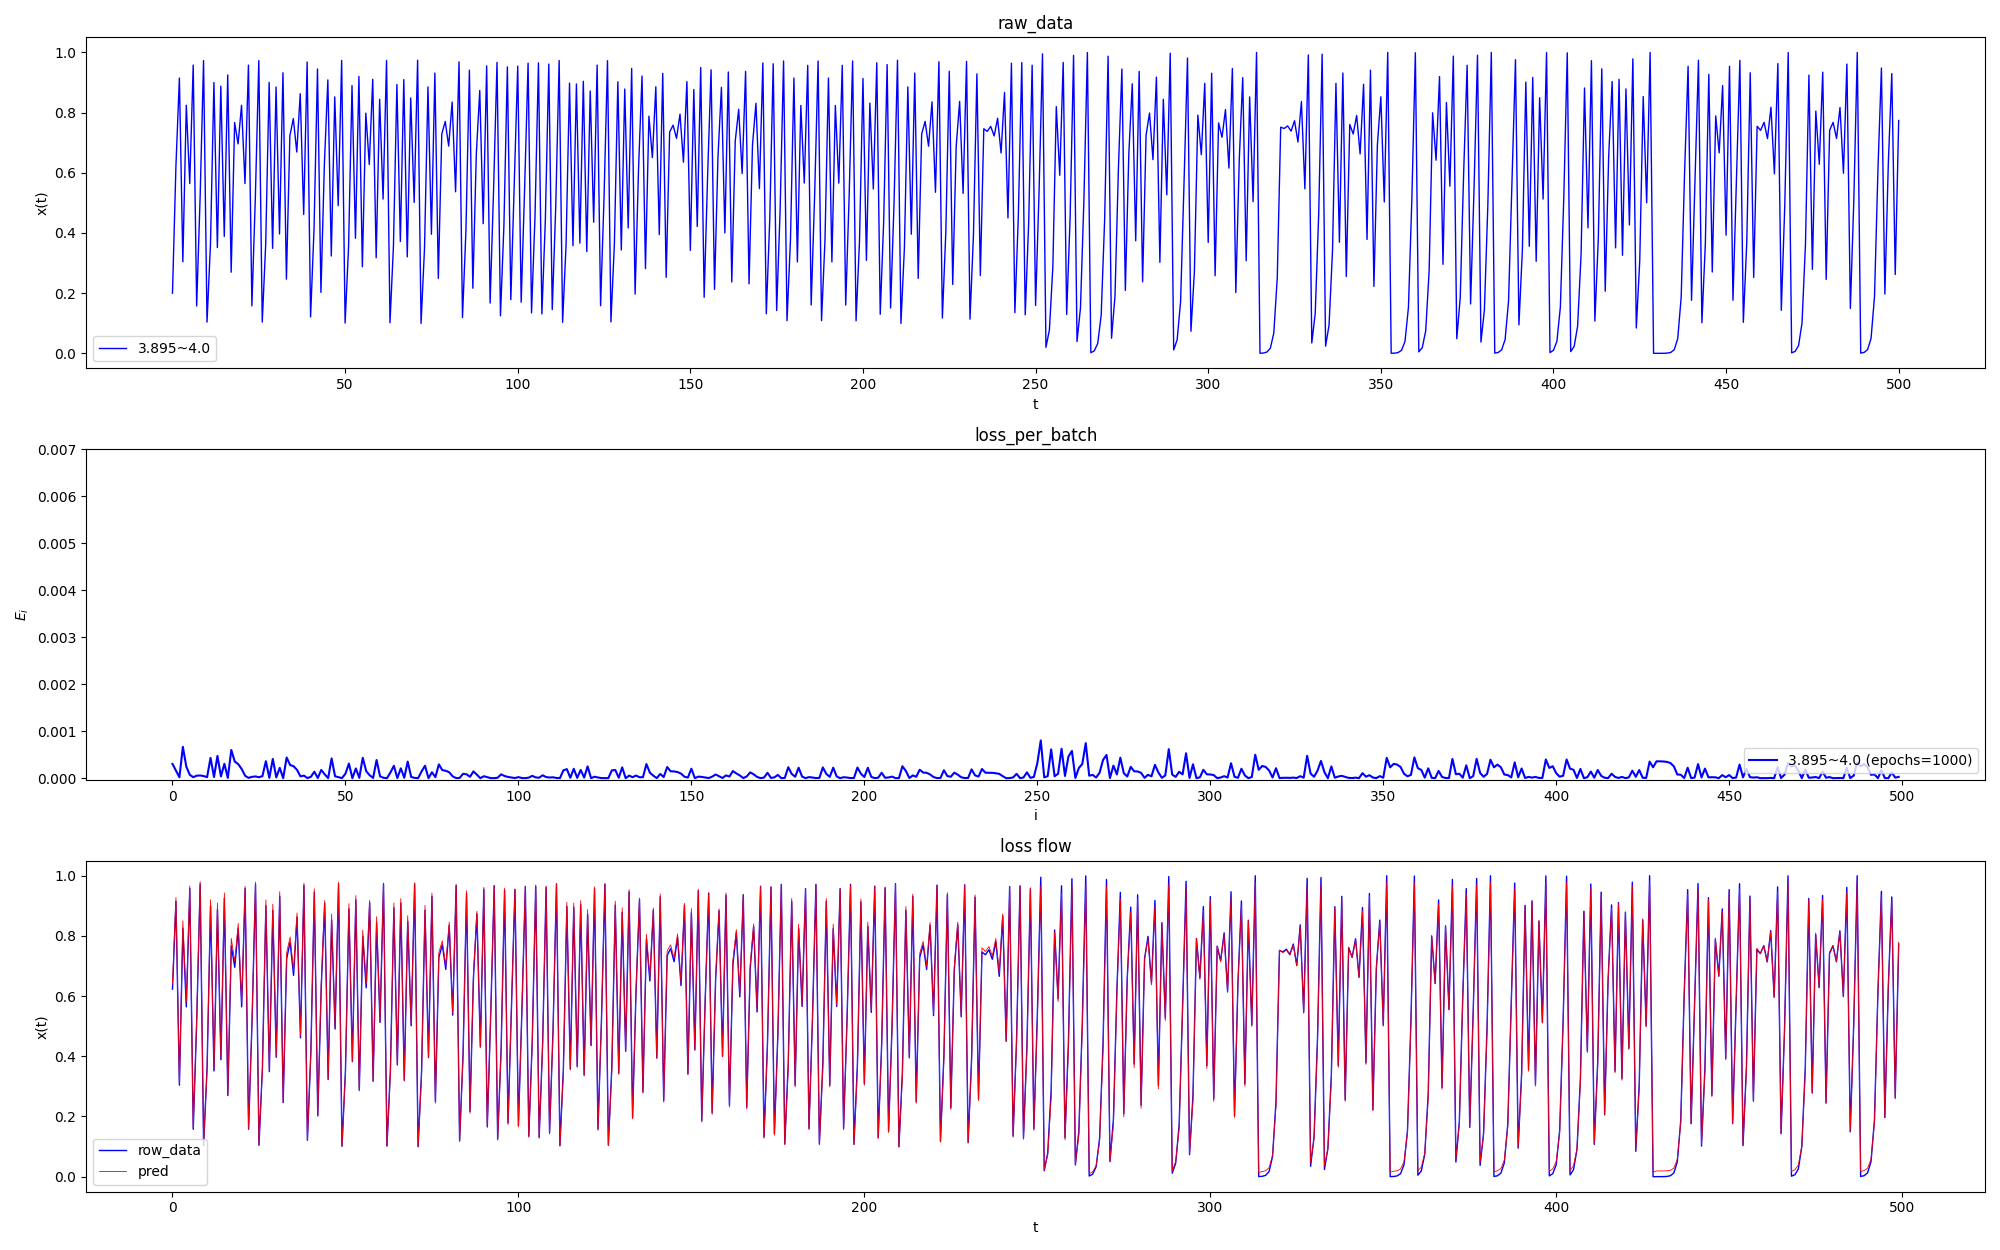 raw_data
1.0
0.8
0.6
0.4
0.2
0.0
x(t)
3.895~4.0
50 100 150 200 250 300 350 400 450 500
t
loss_per_batch
0.007
0.006
0.005
0.004
0.003
0.002
0.001
0.000
E_i
3.895~4.0 (epochs=1000)
0 50 100 150 200 250 300 350 400 450 500
i
loss flow
1.0
0.8
0.6
0.4
0.2
0.0
x(t)
row_data
pred
0 100 200 300 400 500
t